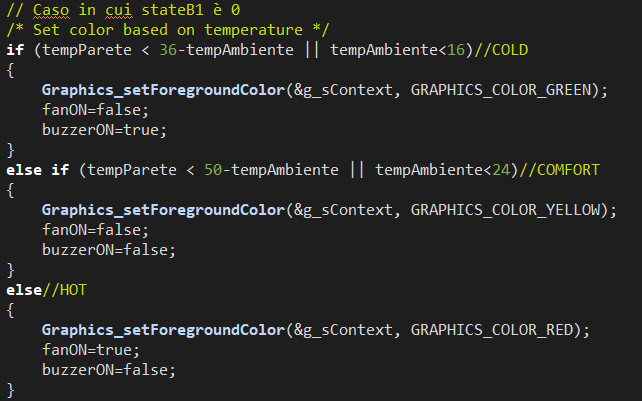 // Caso in cui stateB1 è 0
/* Set color based on temperature */
if (tempParete < 36-tempAmbiente || tempAmbiente<16)//COLD
{
    Graphics_setForegroundColor(&g_sContext, GRAPHICS_COLOR_GREEN);
    fanON=false;
    buzzerON=true;
}
else if (tempParete < 50-tempAmbiente || tempAmbiente<24)//COMFORT
{
    Graphics_setForegroundColor(&g_sContext, GRAPHICS_COLOR_YELLOW);
    fanON=false;
    buzzerON=false;
}
else//HOT
{
    Graphics_setForegroundColor(&g_sContext, GRAPHICS_COLOR_RED);
    fanON=true;
    buzzerON=false;
}